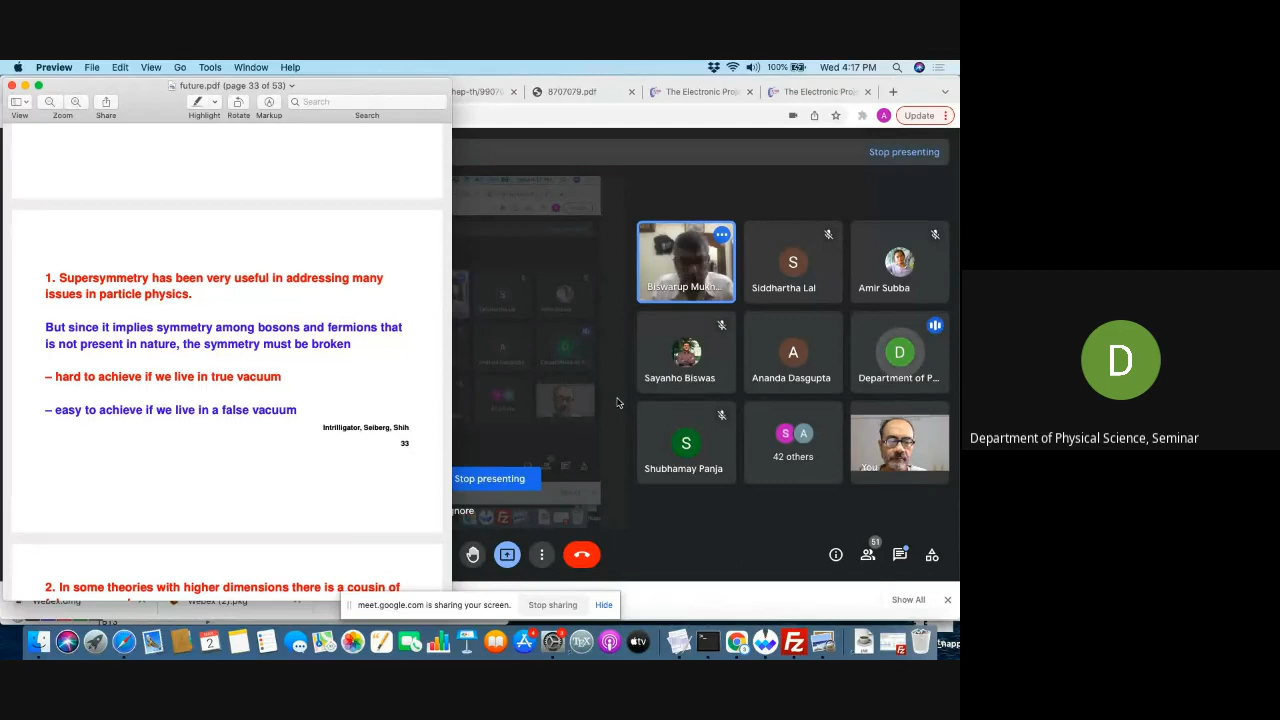 Preview File Edit View Go Tools Window Help
100% Wed 4:17 PM
future.pdf (page 33 of 53)
Search
View Zoom Share Highlight Rotate Markup Search
8707079.pdf
The Electronic Proj
The Electronic Proj
A
Update
Stop presenting
1. Supersymmetry has been very useful in addressing many
issues in particle physics.
But since it implies symmetry among bosons and fermions that
is not present in nature, the symmetry must be broken
– hard to achieve if we live in true vacuum
– easy to achieve if we live in a false vacuum
Intrilligator, Seiberg, Shih
33
2. In some theories with higher dimensions there is a cousin of
Biswarup Mukh...
S
Siddhartha Lal
Amir Subba
Sayanho Biswas
A
Ananda Dasgupta
D
Department of P...
S
Shubhamay Panja
S A
42 others
You
Stop presenting
51
meet.google.com is sharing your screen.
Stop sharing
Hide
Show All
D
Department of Physical Science, Seminar